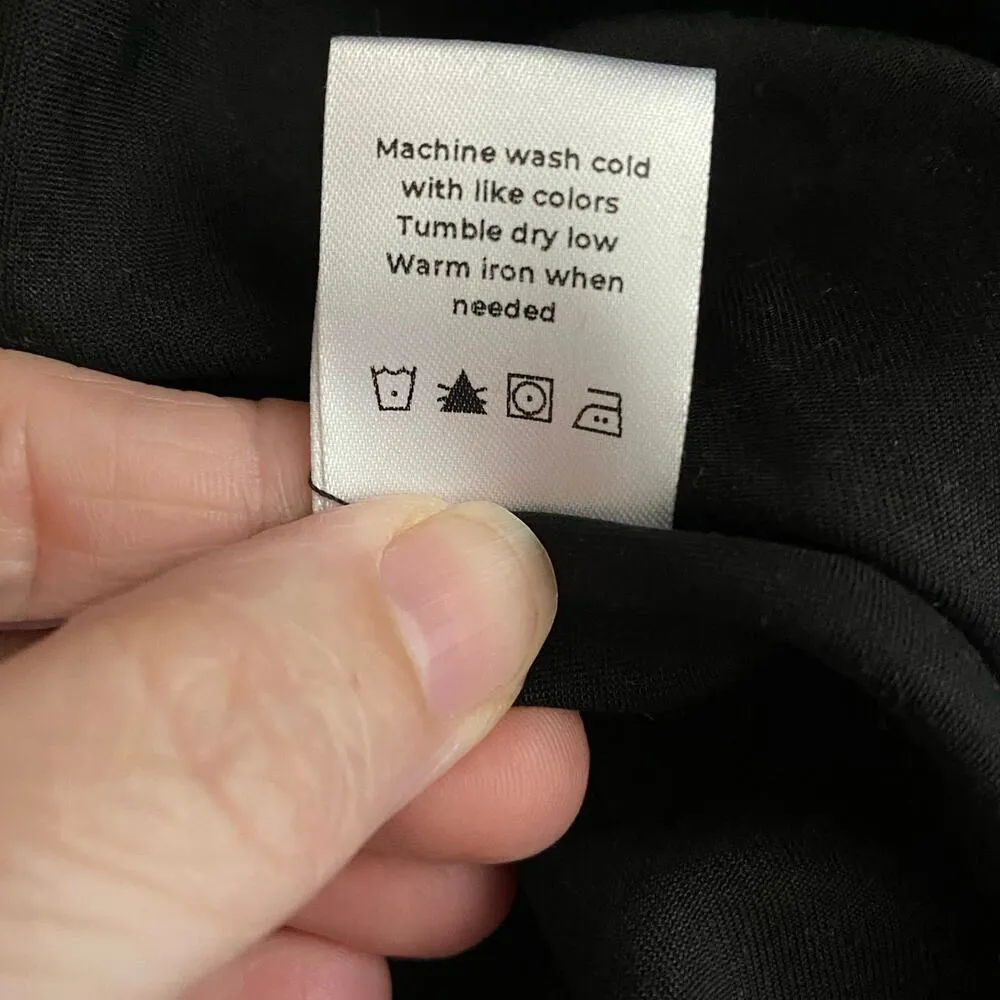 Machine wash cold
with like colors
Tumble dry low
Warm iron when
needed